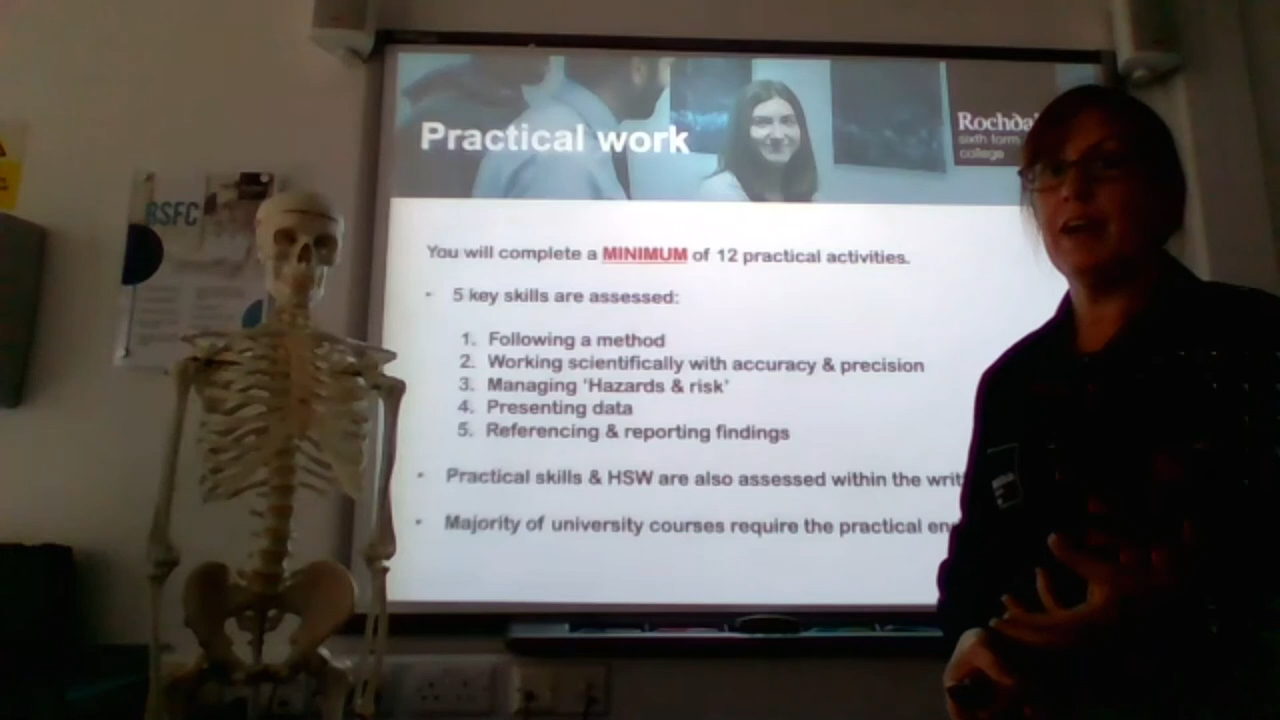 Practical work
Rochda
sixth form
college
RSFC
You will complete a MINIMUM of 12 practical activities.
- 5 key skills are assessed:
1. Following a method
2. Working scientifically with accuracy & precision
3. Managing 'Hazards & risk'
4. Presenting data
5. Referencing & reporting findings
- Practical skills & HSW are also assessed within the writ
- Majority of university courses require the practical en